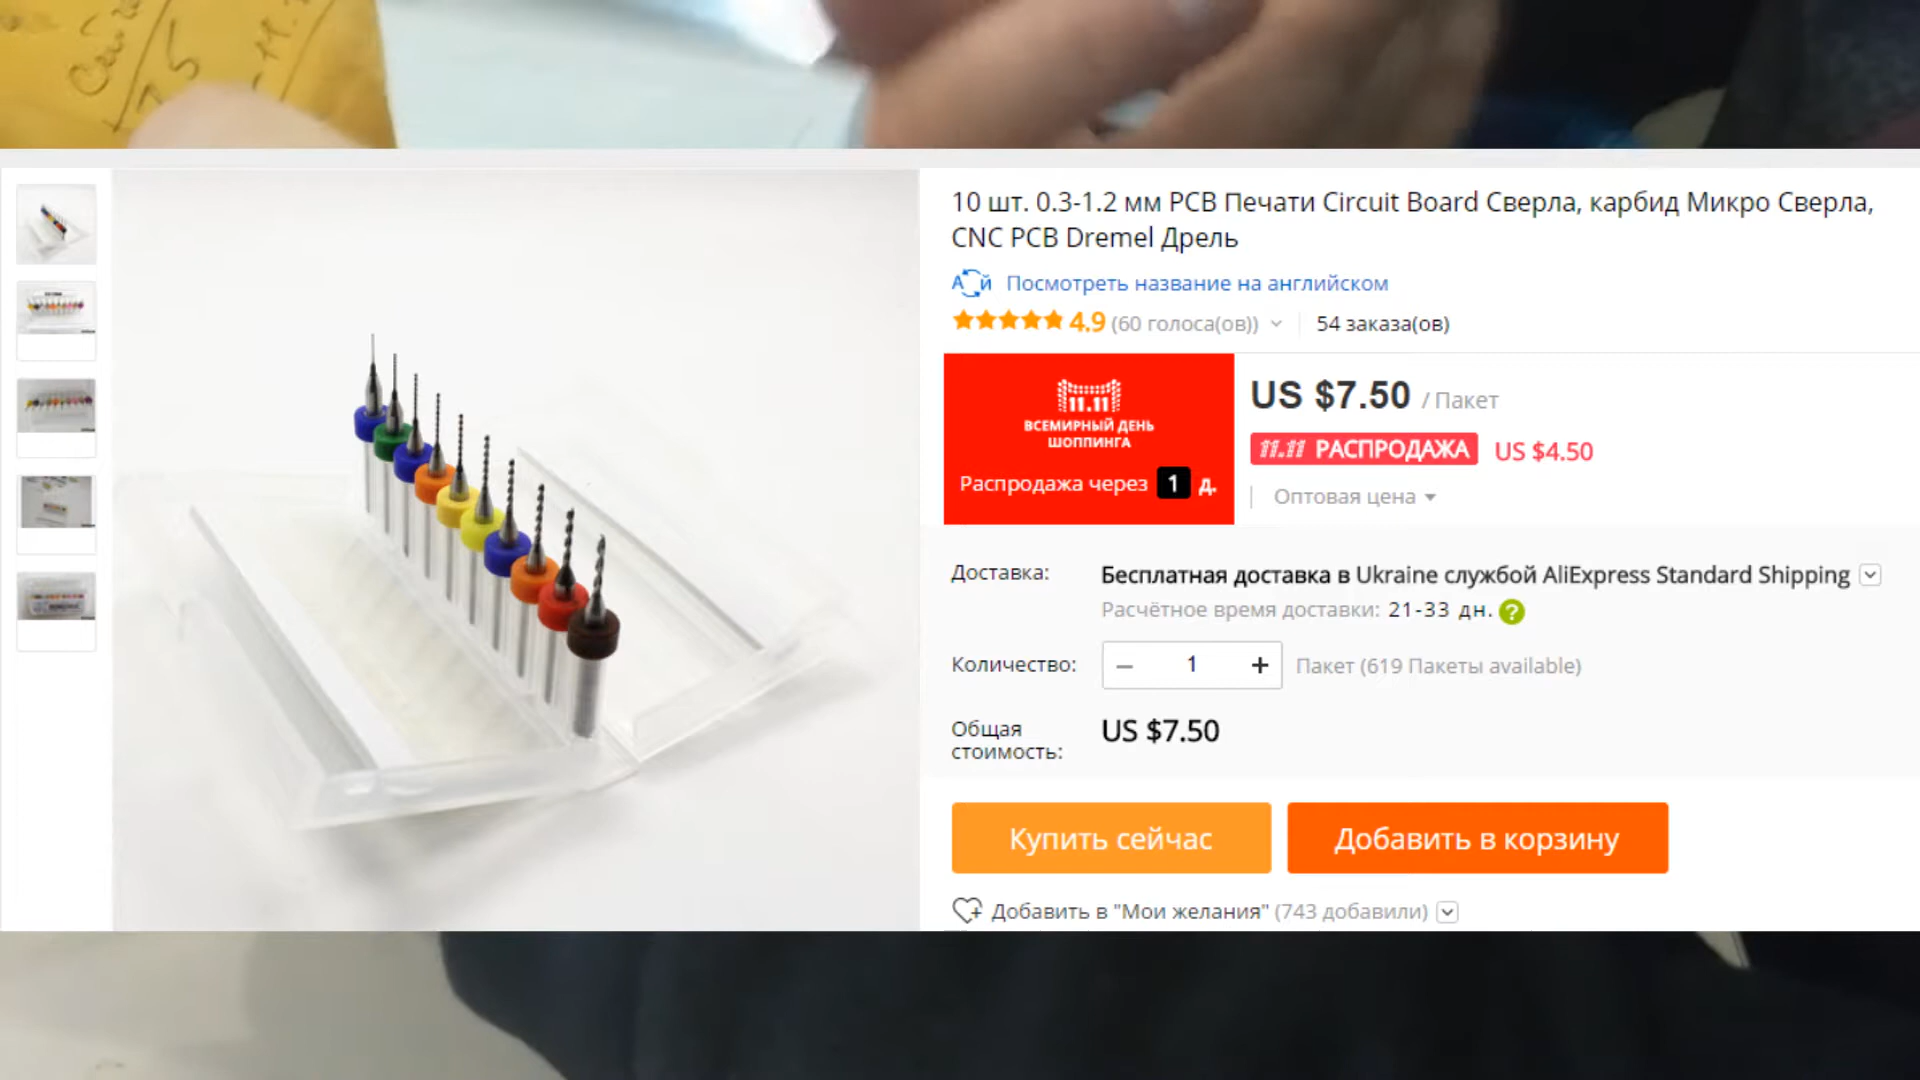 75
10 шт. 0.3-1.2 мм PCB Печати Circuit Board Сверла, карбид Микро Сверла,
CNC PCB Dremel Дрель
Посмотреть название на английском
4.9 (60 голоса(ов)) 54 заказа(ов)
11.11
ВСЕМИРНЫЙ ДЕНЬ
ШОППИНГА
Распродажа через 1 д.
US $7.50 / Пакет
11.11 РАСПРОДАЖА US $4.50
Оптовая цена
Доставка: Бесплатная доставка в Ukraine службой AliExpress Standard Shipping
Расчётное время доставки: 21-33 дн. ?
Количество: − 1 + Пакет (619 Пакеты available)
Общая
стоимость: US $7.50
Купить сейчас Добавить в корзину
Добавить в "Мои желания" (743 добавили)